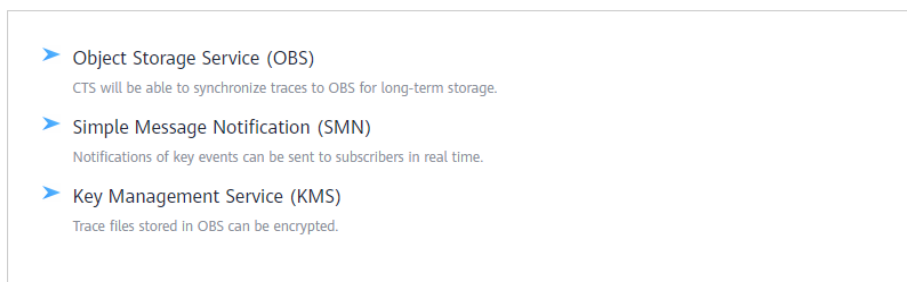 Object Storage Service (OBS)
CTS will be able to synchronize traces to OBS for long-term storage.
Simple Message Notification (SMN)
Notifications of key events can be sent to subscribers in real time.
Key Management Service (KMS)
Trace files stored in OBS can be encrypted.